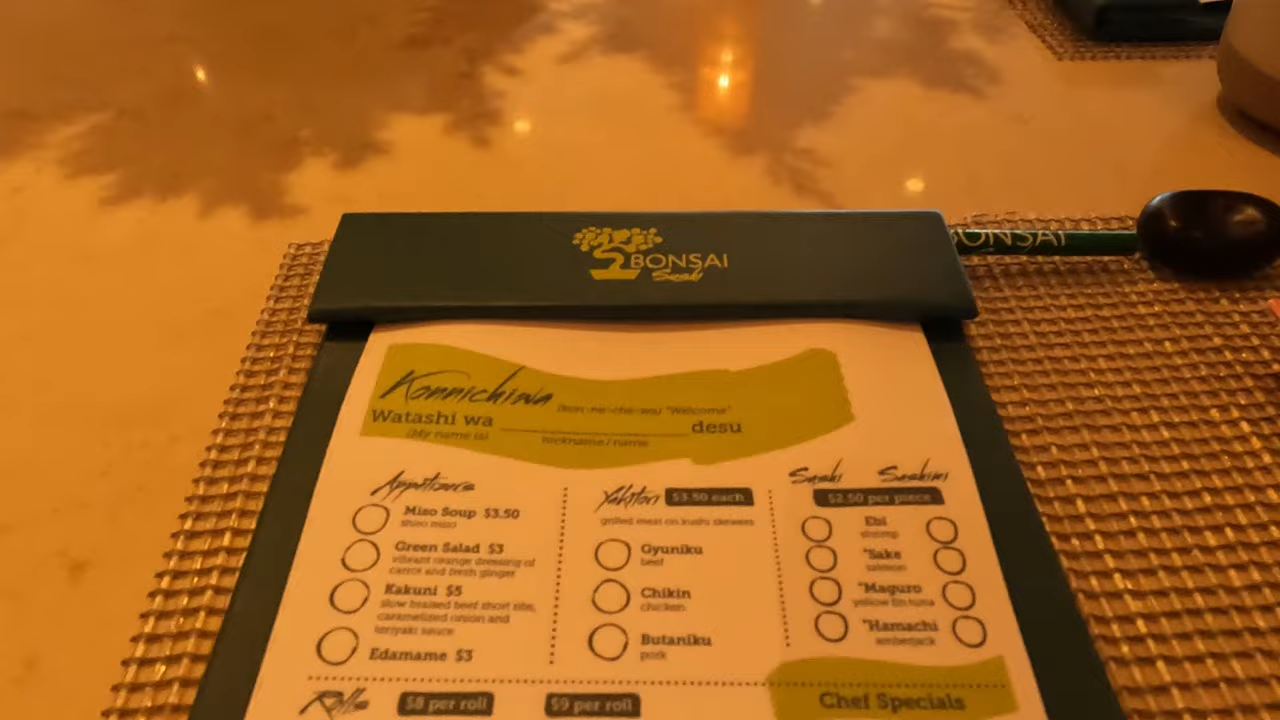 BONSAI
Sushi
BONSAI
Konnichiwa (kon-ne-che-wa) "Welcome"
Watashi wa ____________ desu
(My name is) nickname / name
Appetizers
Miso Soup $3.50
shiro miso
Green Salad $3
vibrant orange dressing of
carrot and fresh ginger
Kakuni $5
slow braised beef short ribs,
caramelized onion and
teriyaki sauce
Edamame $3
Yakitori $3.50 each
grilled meat on kushi skewers
Gyuniku
beef
Chikin
chicken
Butaniku
pork
Sushi Sashimi
$2.50 per piece
Ebi
shrimp
*Sake
salmon
*Maguro
yellow fin tuna
*Hamachi
amberjack
Rolls $8 per roll $9 per roll
Chef Specials